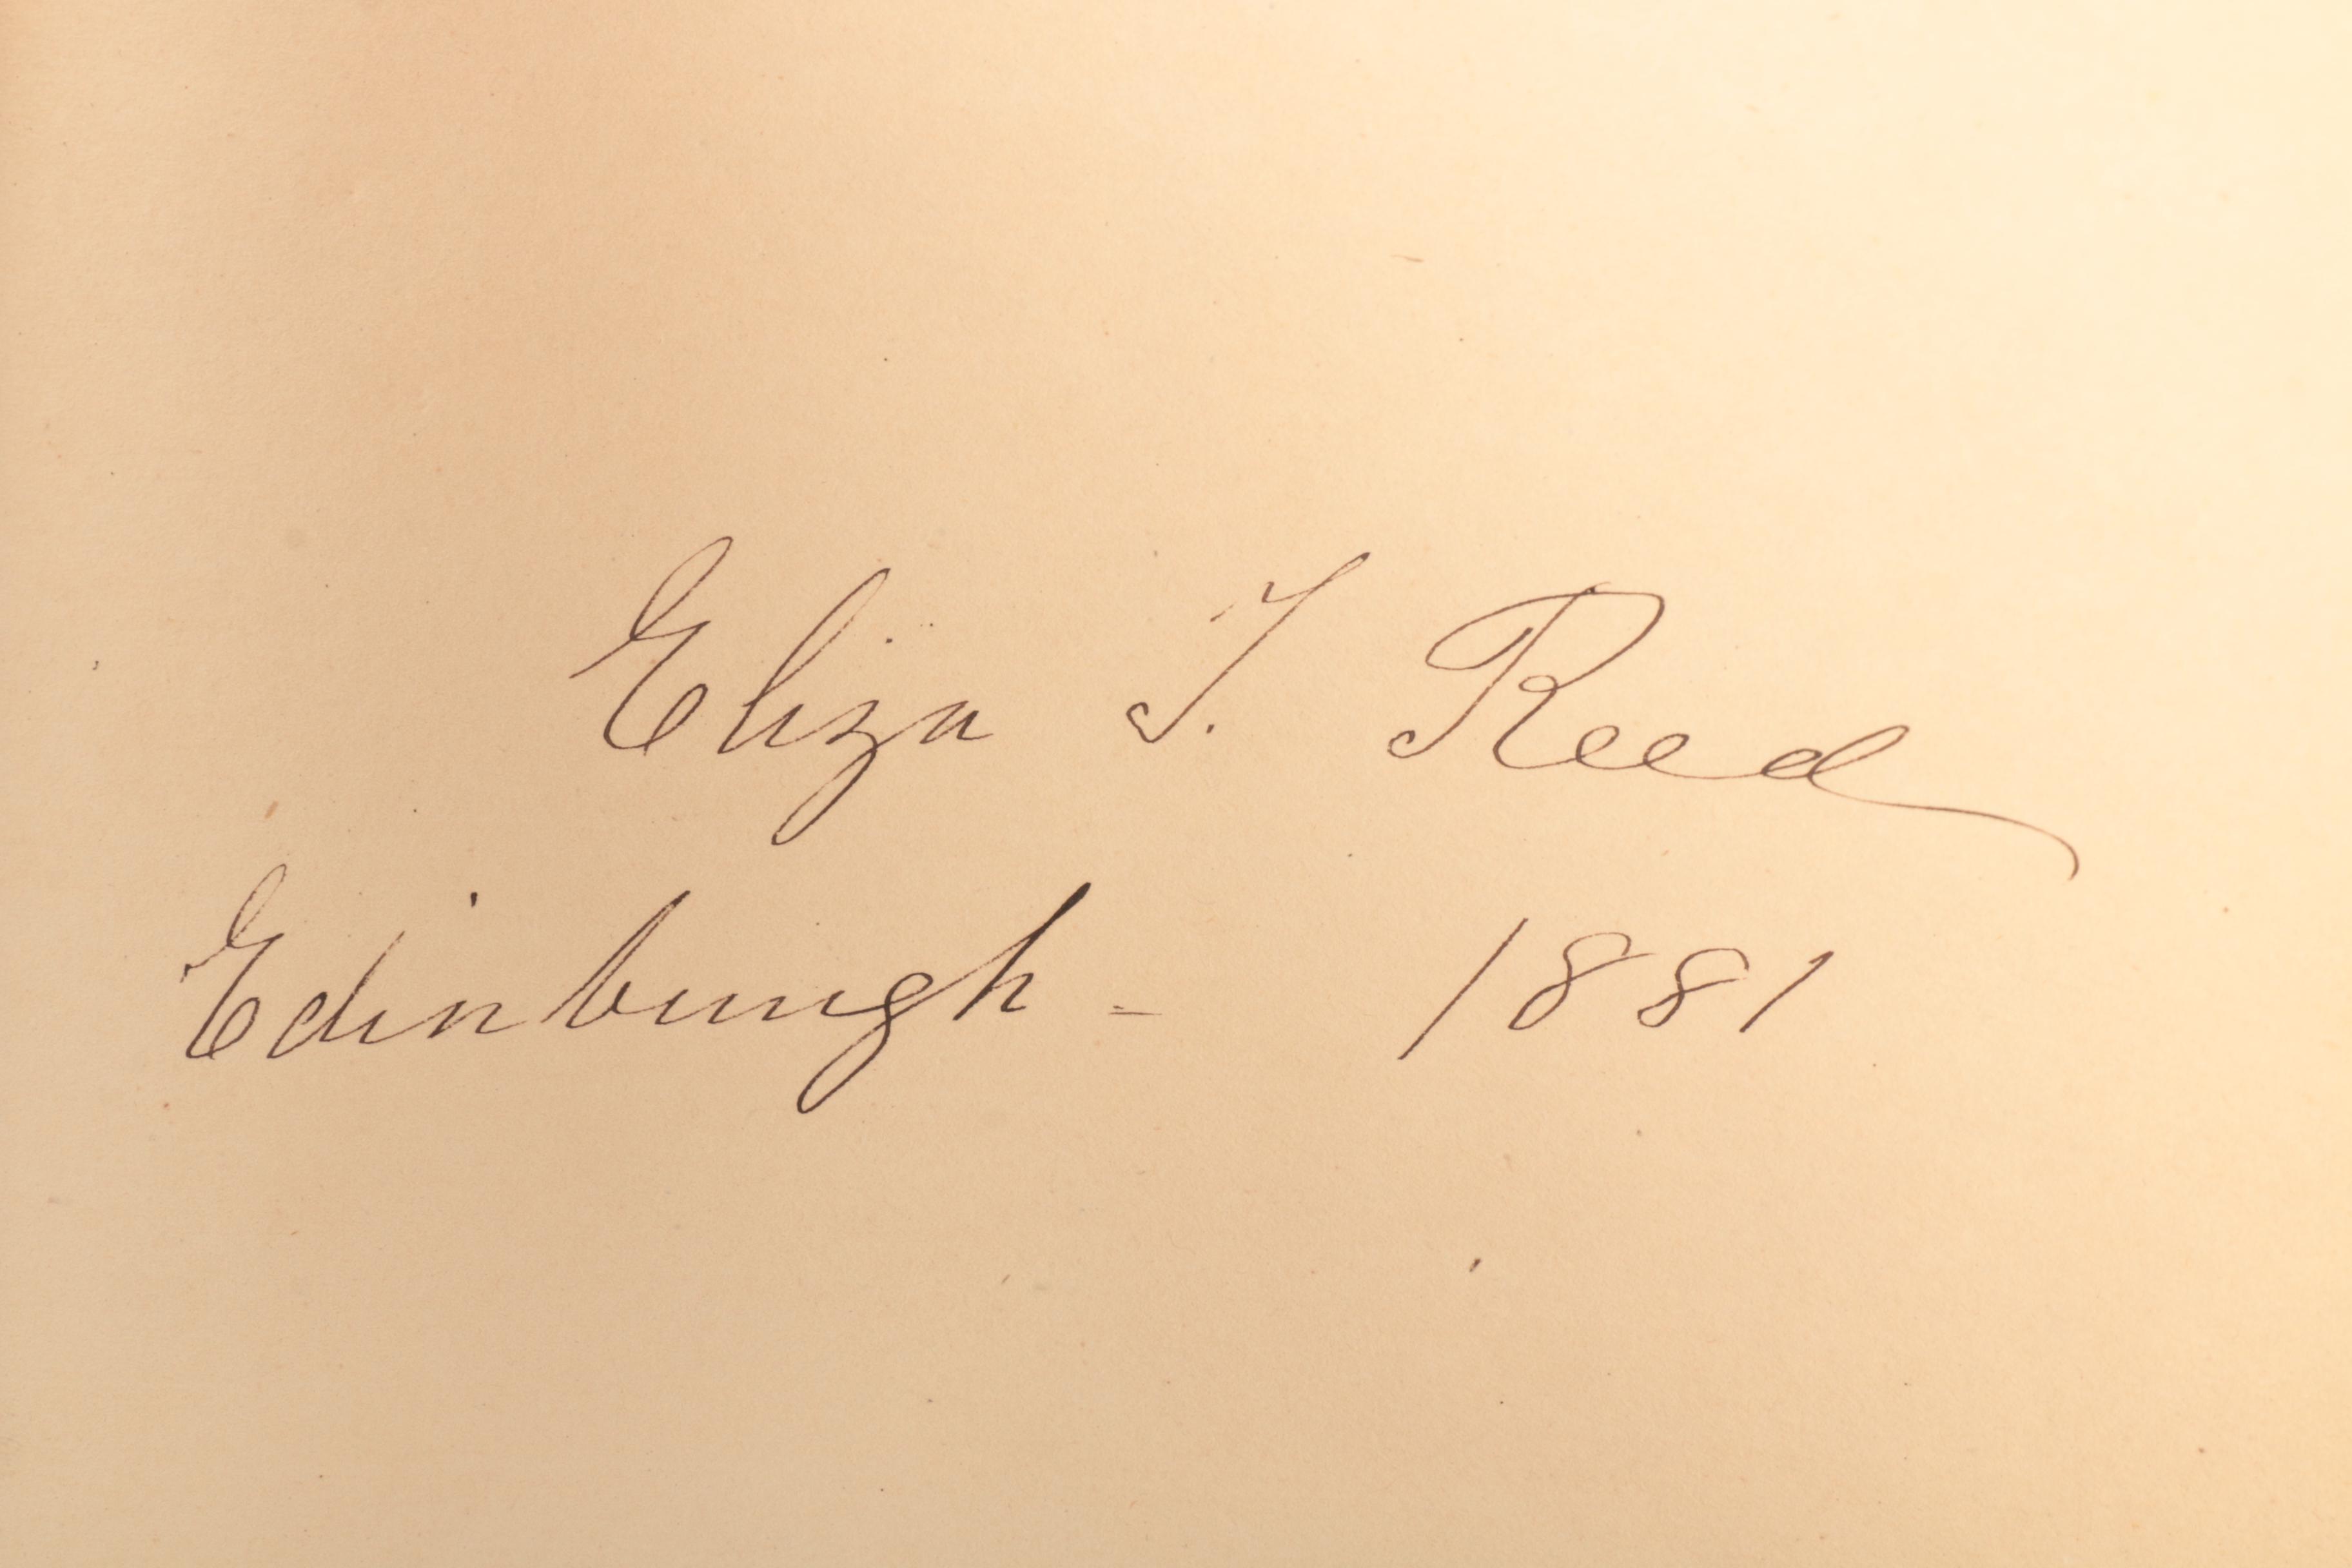 Eliza T. Reed
Edinburgh - 1881